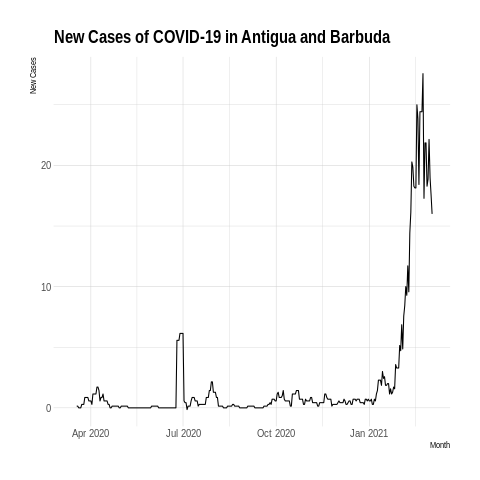 New Cases of COVID-19 in Antigua and Barbuda
New Cases
20
10
0
Apr 2020 Jul 2020 Oct 2020 Jan 2021
Month